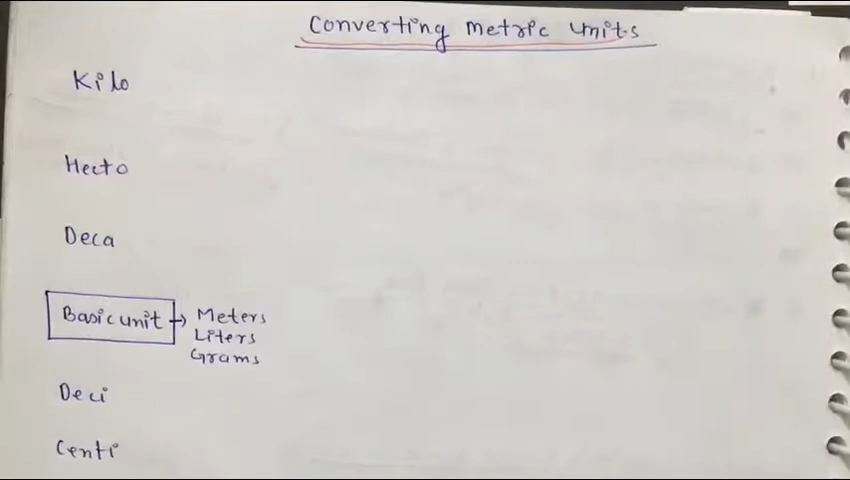 Converting Metric Units
Kilo
Hecto
Deca
Basic unit → Meters
Liters
Grams
Deci
Centi